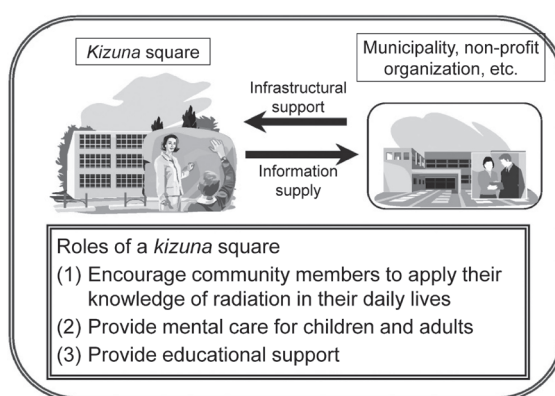 Kizuna square
Municipality, non-profit
organization, etc.
Infrastructural
support
Information
supply
Roles of a kizuna square
(1) Encourage community members to apply their
knowledge of radiation in their daily lives
(2) Provide mental care for children and adults
(3) Provide educational support